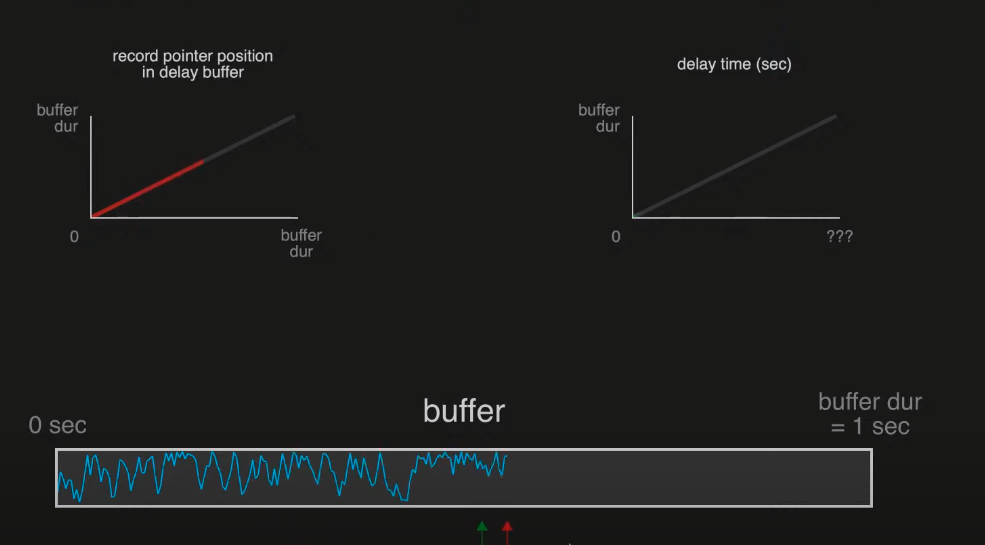 record pointer position
in delay buffer
buffer
dur
0
buffer
dur
delay time (sec)
buffer
dur
0
???
buffer
0 sec
buffer dur
= 1 sec